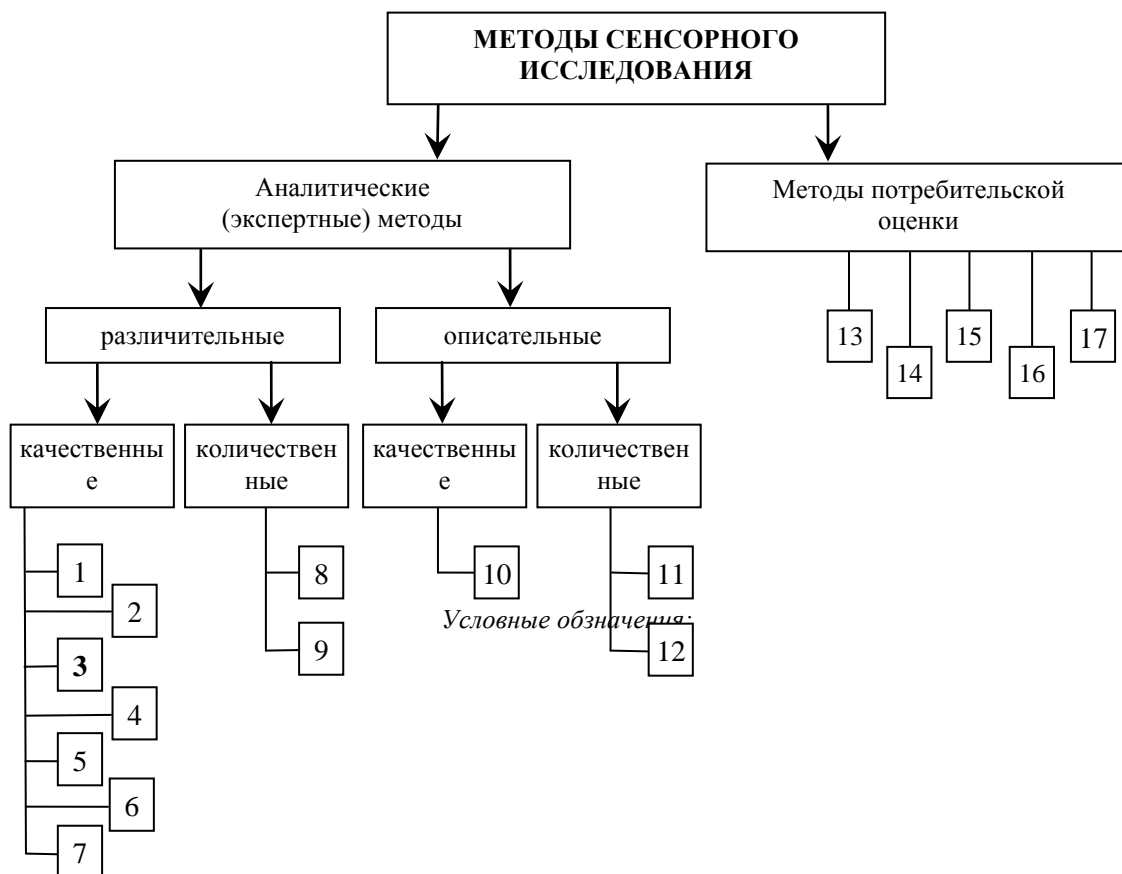 МЕТОДЫ СЕНСОРНОГО
ИССЛЕДОВАНИЯ
Аналитические
(экспертные) методы
Методы потребительской
оценки
различительные
описательные
13
14
15
16
17
качественны
е
количествен
ные
качественны
е
количествен
ные
1
2
3
4
5
6
7
8
9
10
Условные обзначения:
11
12